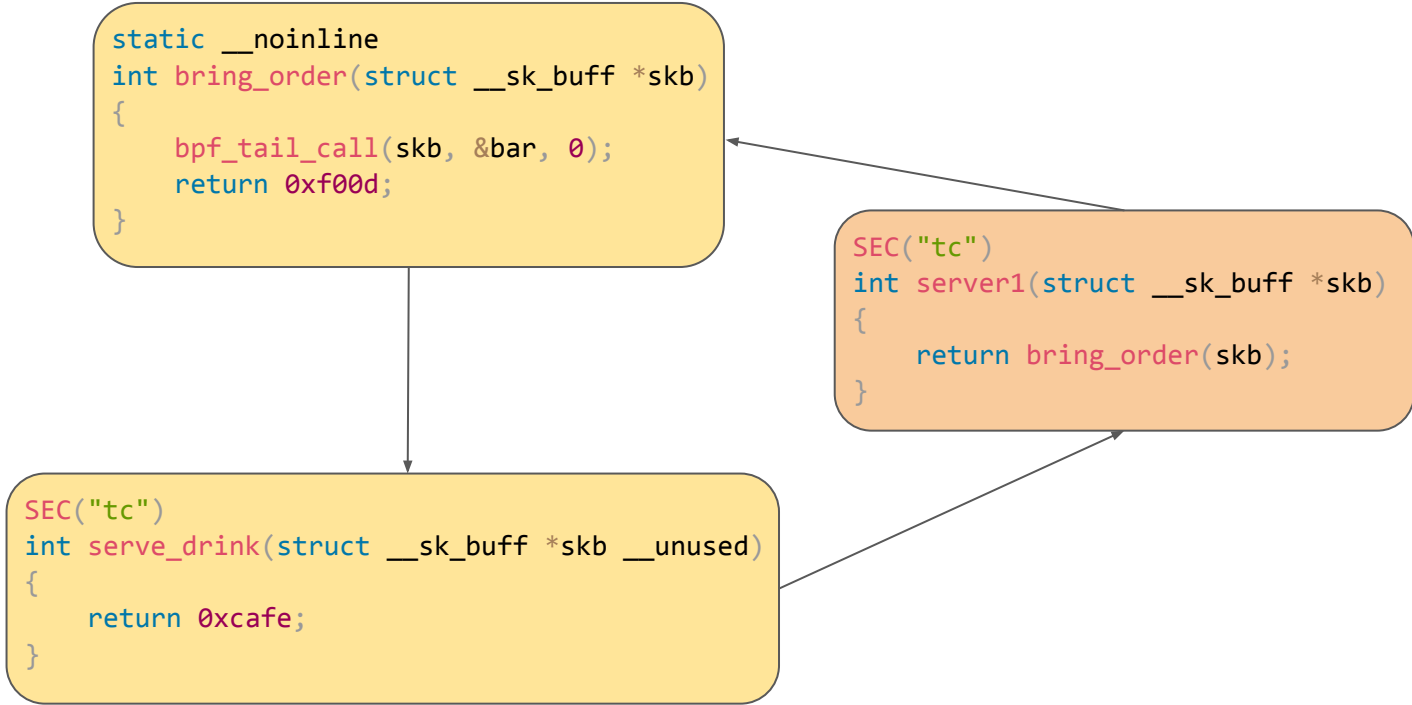 static __noinline
int bring_order(struct __sk_buff *skb)
{
    bpf_tail_call(skb, &bar, 0);
    return 0xf00d;
}
SEC("tc")
int server1(struct __sk_buff *skb)
{
    return bring_order(skb);
}
SEC("tc")
int serve_drink(struct __sk_buff *skb __unused)
{
    return 0xcafe;
}